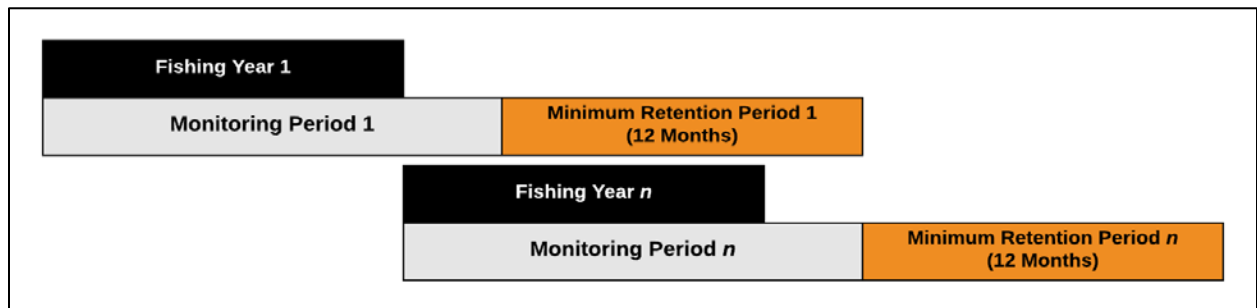 Fishing Year 1
Monitoring Period 1
Minimum Retention Period 1
(12 Months)
Fishing Year n
Monitoring Period n
Minimum Retention Period n
(12 Months)